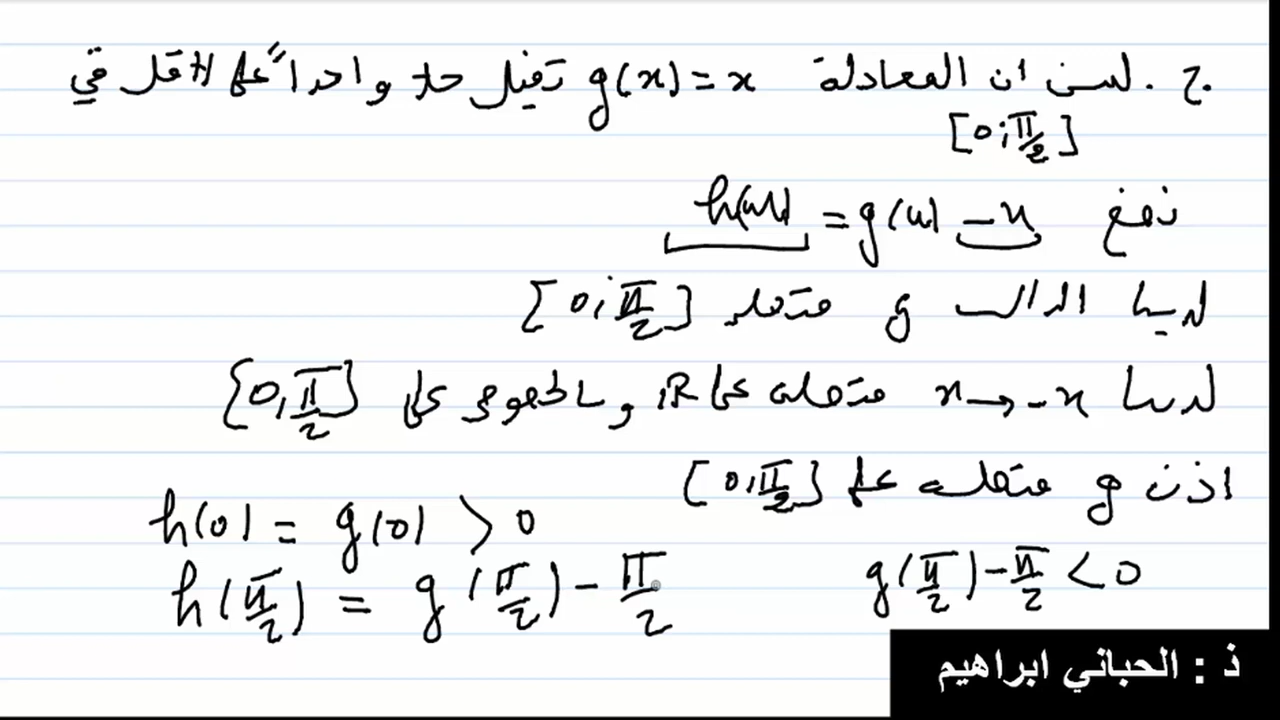 ج. لنبين ان المعادلة g(x) = x تقبل حلا واحدا على الاقل في
[0; π/2]
نضع h(x) = g(x) - x
لدينا الدالة g متصلة [0; π/2]
لدينا x → -x متصلة على ℝ وبالخصوص على [0, π/2]
اذن g متصلة على [0, π/2]
h(0) = g(0) > 0
h(π/2) = g(π/2) - π/2
g(π/2) - π/2 < 0
ذ : الحباني ابراهيم